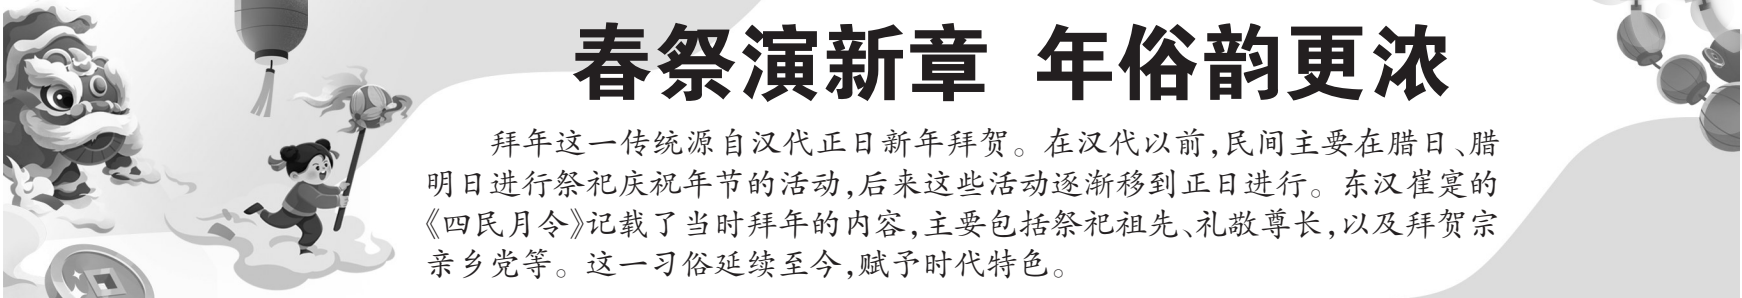 春祭演新章 年俗韵更浓
拜年这一传统源自汉代正日新年拜贺。在汉代以前,民间主要在腊日、腊
明日进行祭祀庆祝年节的活动,后来这些活动逐渐移到正日进行。东汉崔寔的
《四民月令》记载了当时拜年的内容,主要包括祭祀祖先、礼敬尊长,以及拜贺宗
亲乡党等。这一习俗延续至今,赋予时代特色。